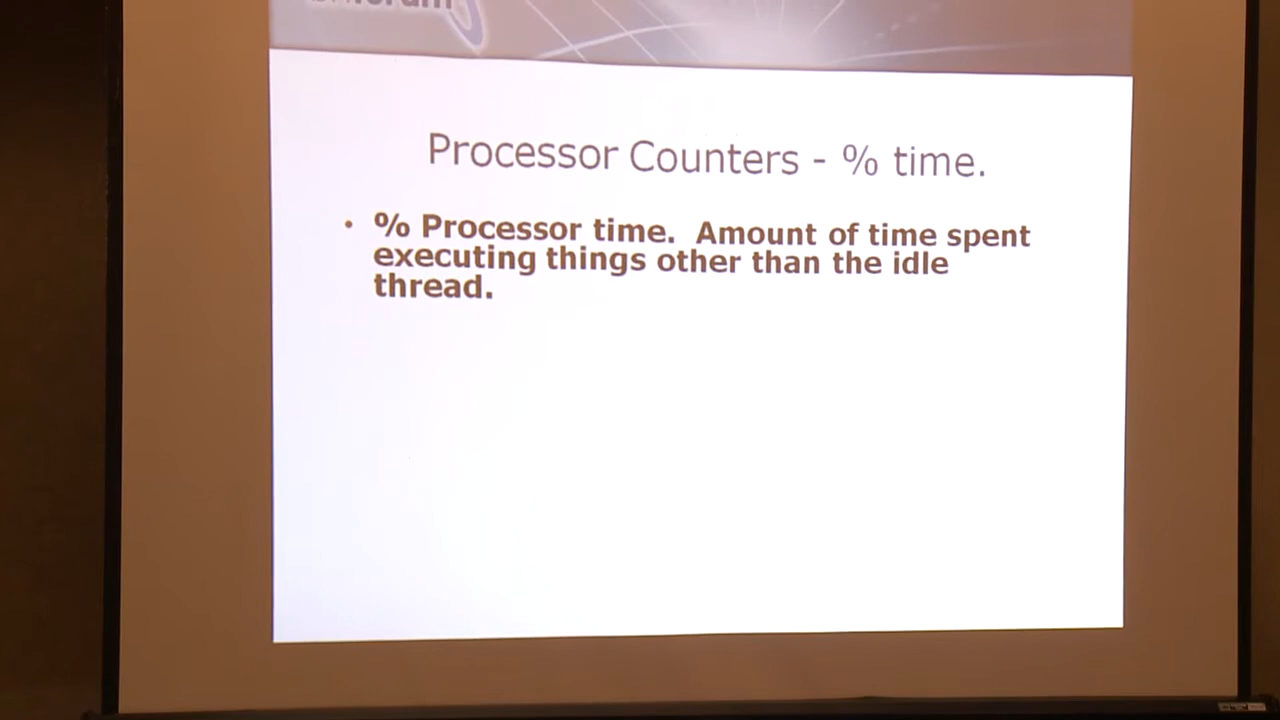 Processor Counters - % time.
• % Processor time. Amount of time spent
executing things other than the idle
thread.